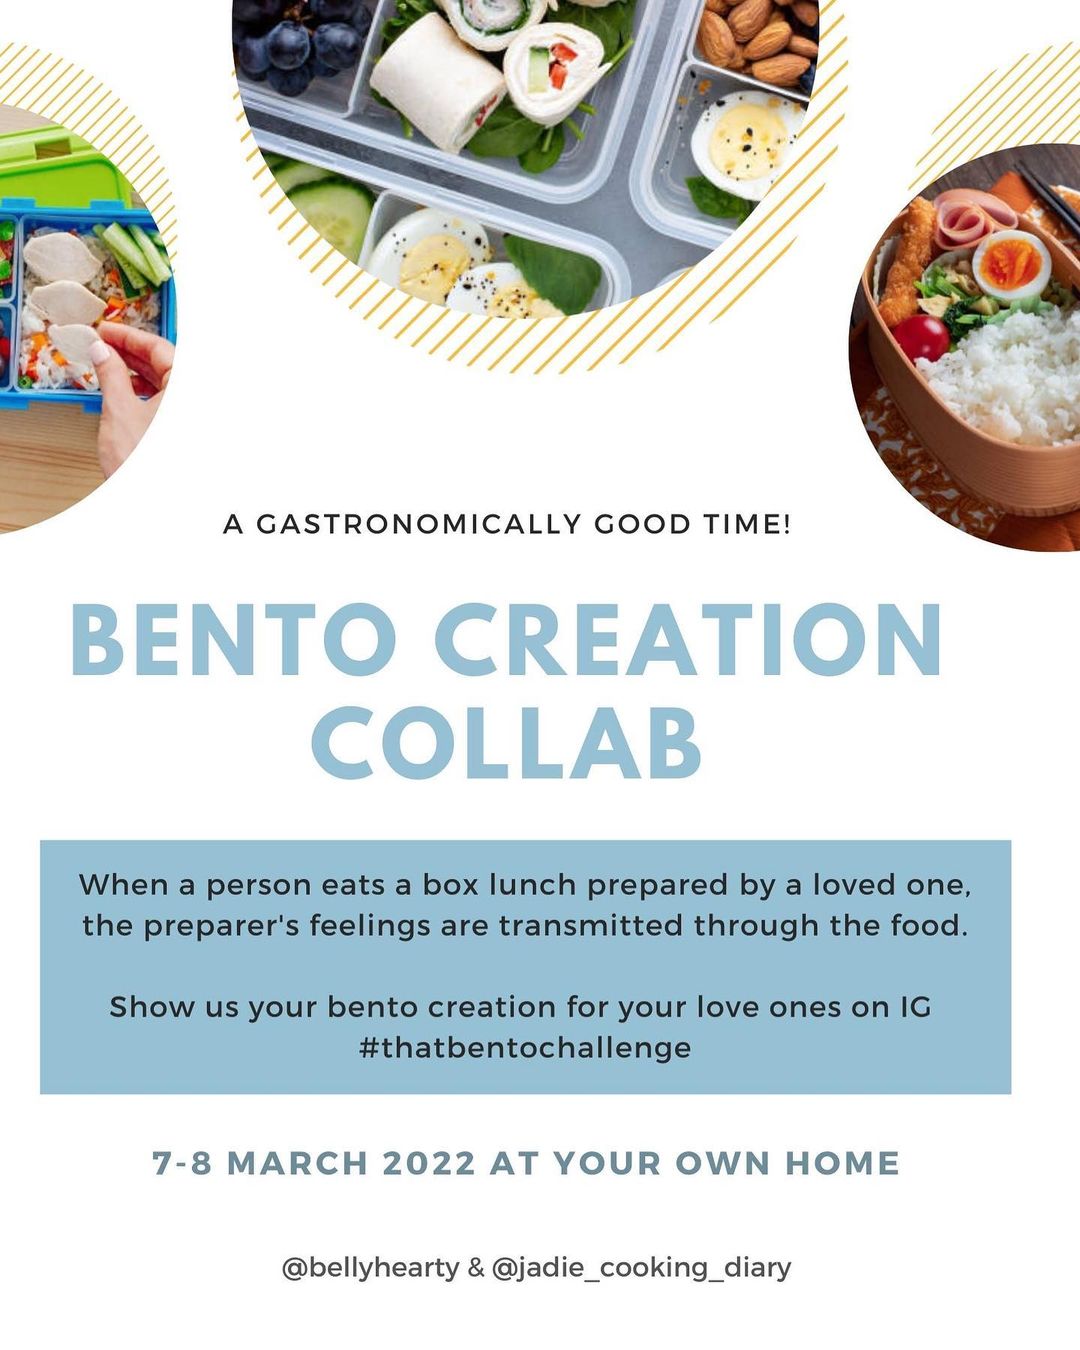 A GASTRONOMICALLY GOOD TIME!
BENTO CREATION
COLLAB
When a person eats a box lunch prepared by a loved one,
the preparer's feelings are transmitted through the food.
Show us your bento creation for your love ones on IG
#thatbentochallenge
7-8 MARCH 2022 AT YOUR OWN HOME
@bellyhearty & @jadie_cooking_diary